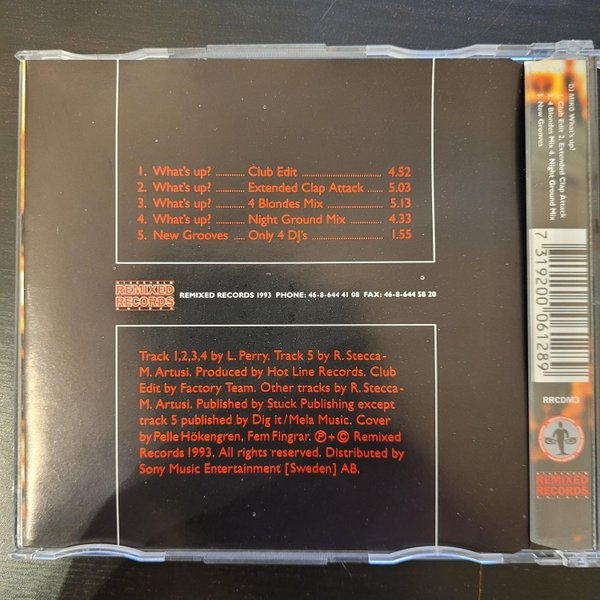 1. What's up? .......... Club Edit .............................. 4.52
2. What's up? .......... Extended Clap Attack ...... 5.03
3. What's up? .......... 4 Blondes Mix .................. 5.13
4. What's up? .......... Night Ground Mix ............ 4.33
5. New Grooves .... Only 4 DJ's ....................... 1.55
REMIXED
RECORDS
REMIXED RECORDS 1993 PHONE: 46-8-644 41 08 FAX: 46-8-644 58 20
Track 1,2,3,4 by L. Perry. Track 5 by R. Stecca-
M. Artusi. Produced by Hot Line Records. Club
Edit by Factory Team. Other tracks by R. Stecca-
M. Artusi. Published by Stuck Publishing except
track 5 published by Dig it/Mela Music. Cover
by Pelle Hökengren, Fem Fingrar. ℗+© Remixed
Records 1993. All rights reserved. Distributed by
Sony Music Entertainment [Sweden] AB.
DJ MIKO What's up?
1. Club Edit 2. Extended Clap Attack
3. 4 Blondes Mix 4. Night Ground Mix
5. New Grooves
7 319200 061289
RRCDM3
REMIXED
RECORDS